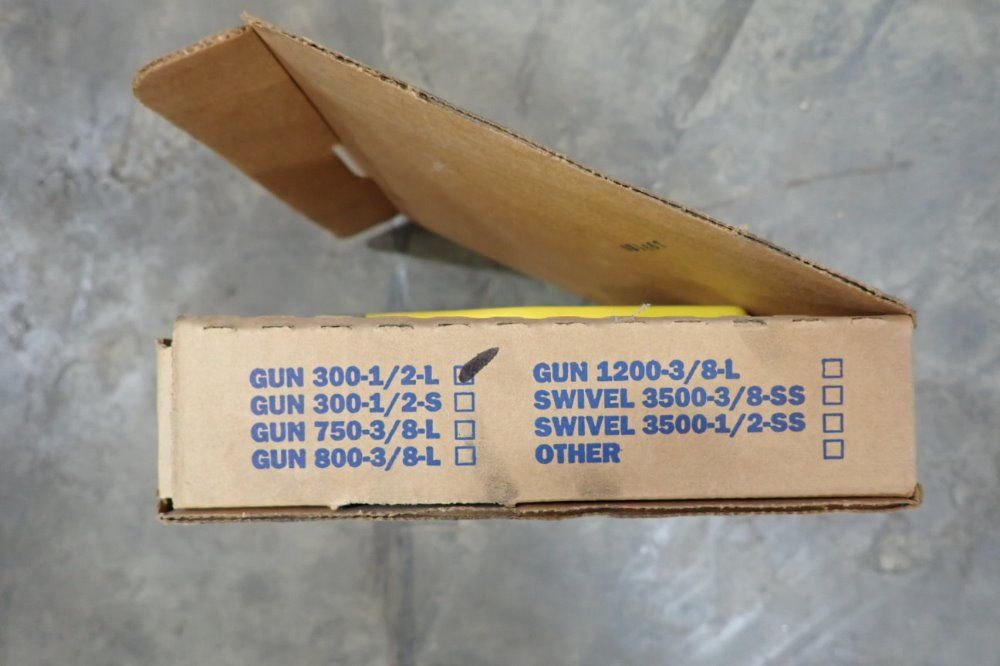 GUN 300-1/2-L
GUN 300-1/2-S
GUN 750-3/8-L
GUN 800-3/8-L
GUN 1200-3/8-L
SWIVEL 3500-3/8-SS
SWIVEL 3500-1/2-SS
OTHER